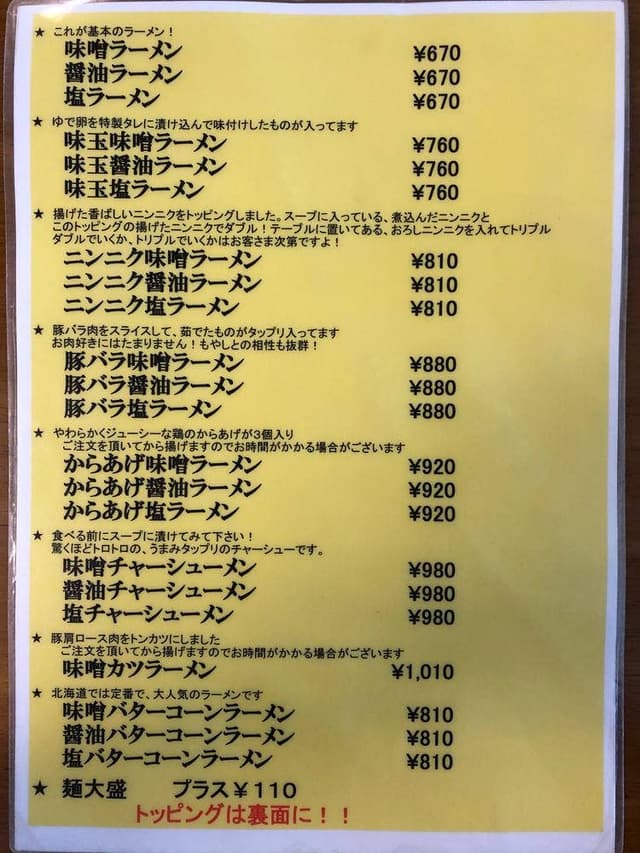 ★ これが基本のラーメン！
味噌ラーメン ¥670
醤油ラーメン ¥670
塩ラーメン ¥670
★ ゆで卵を特製タレに漬け込んで味付けしたものが入ってます
味玉味噌ラーメン ¥760
味玉醤油ラーメン ¥760
味玉塩ラーメン ¥760
★ 揚げた香ばしいニンニクをトッピングしました。スープに入っている、煮込んだニンニクと
このトッピングの揚げたニンニクでダブル！テーブルに置いてある、おろしニンニクを入れてトリプル
ダブルでいくか、トリプルでいくかはお客さま次第ですよ！
ニンニク味噌ラーメン ¥810
ニンニク醤油ラーメン ¥810
ニンニク塩ラーメン ¥810
★ 豚バラ肉をスライスして、茹でたものがタップリ入ってます
お肉好きにはたまりません！もやしとの相性も抜群！
豚バラ味噌ラーメン ¥880
豚バラ醤油ラーメン ¥880
豚バラ塩ラーメン ¥880
★ やわらかくジューシーな鶏のからあげが３個入り
ご注文を頂いてから揚げますのでお時間がかかる場合がございます
からあげ味噌ラーメン ¥920
からあげ醤油ラーメン ¥920
からあげ塩ラーメン ¥920
★ 食べる前にスープに漬けてみて下さい！
驚くほどトロトロの、うまみタップリのチャーシューです。
味噌チャーシューメン ¥980
醤油チャーシューメン ¥980
塩チャーシューメン ¥980
★ 豚肩ロース肉をトンカツにしました
ご注文を頂いてから揚げますのでお時間がかかる場合がございます
味噌カツラーメン ¥1,010
★ 北海道では定番で、大人気のラーメンです
味噌バターコーンラーメン ¥810
醤油バターコーンラーメン ¥810
塩バターコーンラーメン ¥810
★ 麺大盛 プラス￥１１０
トッピングは裏面に！！